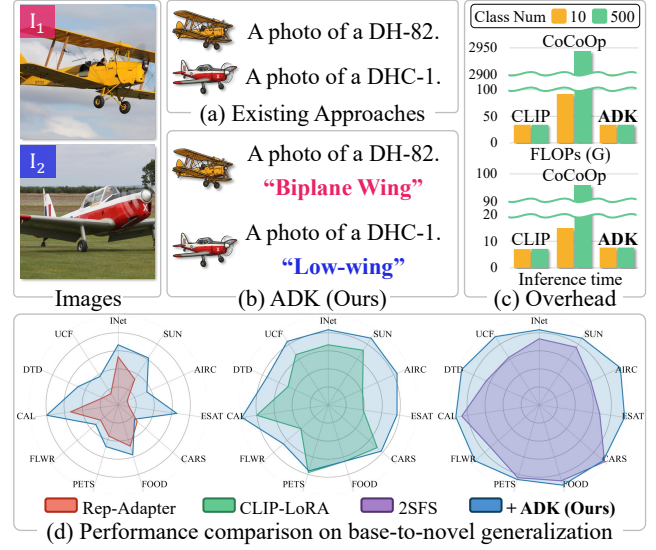 I1
I2
Images
A photo of a DH-82.
A photo of a DHC-1.
(a) Existing Approaches
A photo of a DH-82.
“Biplane Wing”
A photo of a DHC-1.
“Low-wing”
(b) ADK (Ours)
Class Num 10 500
2950
CoCoOp
2900
100
50
CLIP ADK
0
FLOPs (G)
100
CoCoOp
90
20
CLIP ADK
10
0
Inference time
(c) Overhead
INet
UCF SUN
DTD AIRC
CAL ESAT
FLWR CARS
PETS FOOD
INet
UCF SUN
DTD AIRC
CAL ESAT
FLWR CARS
PETS FOOD
INet
UCF SUN
DTD AIRC
CAL ESAT
FLWR CARS
PETS FOOD
Rep-Adapter CLIP-LoRA 2SFS + ADK (Ours)
(d) Performance comparison on base-to-novel generalization